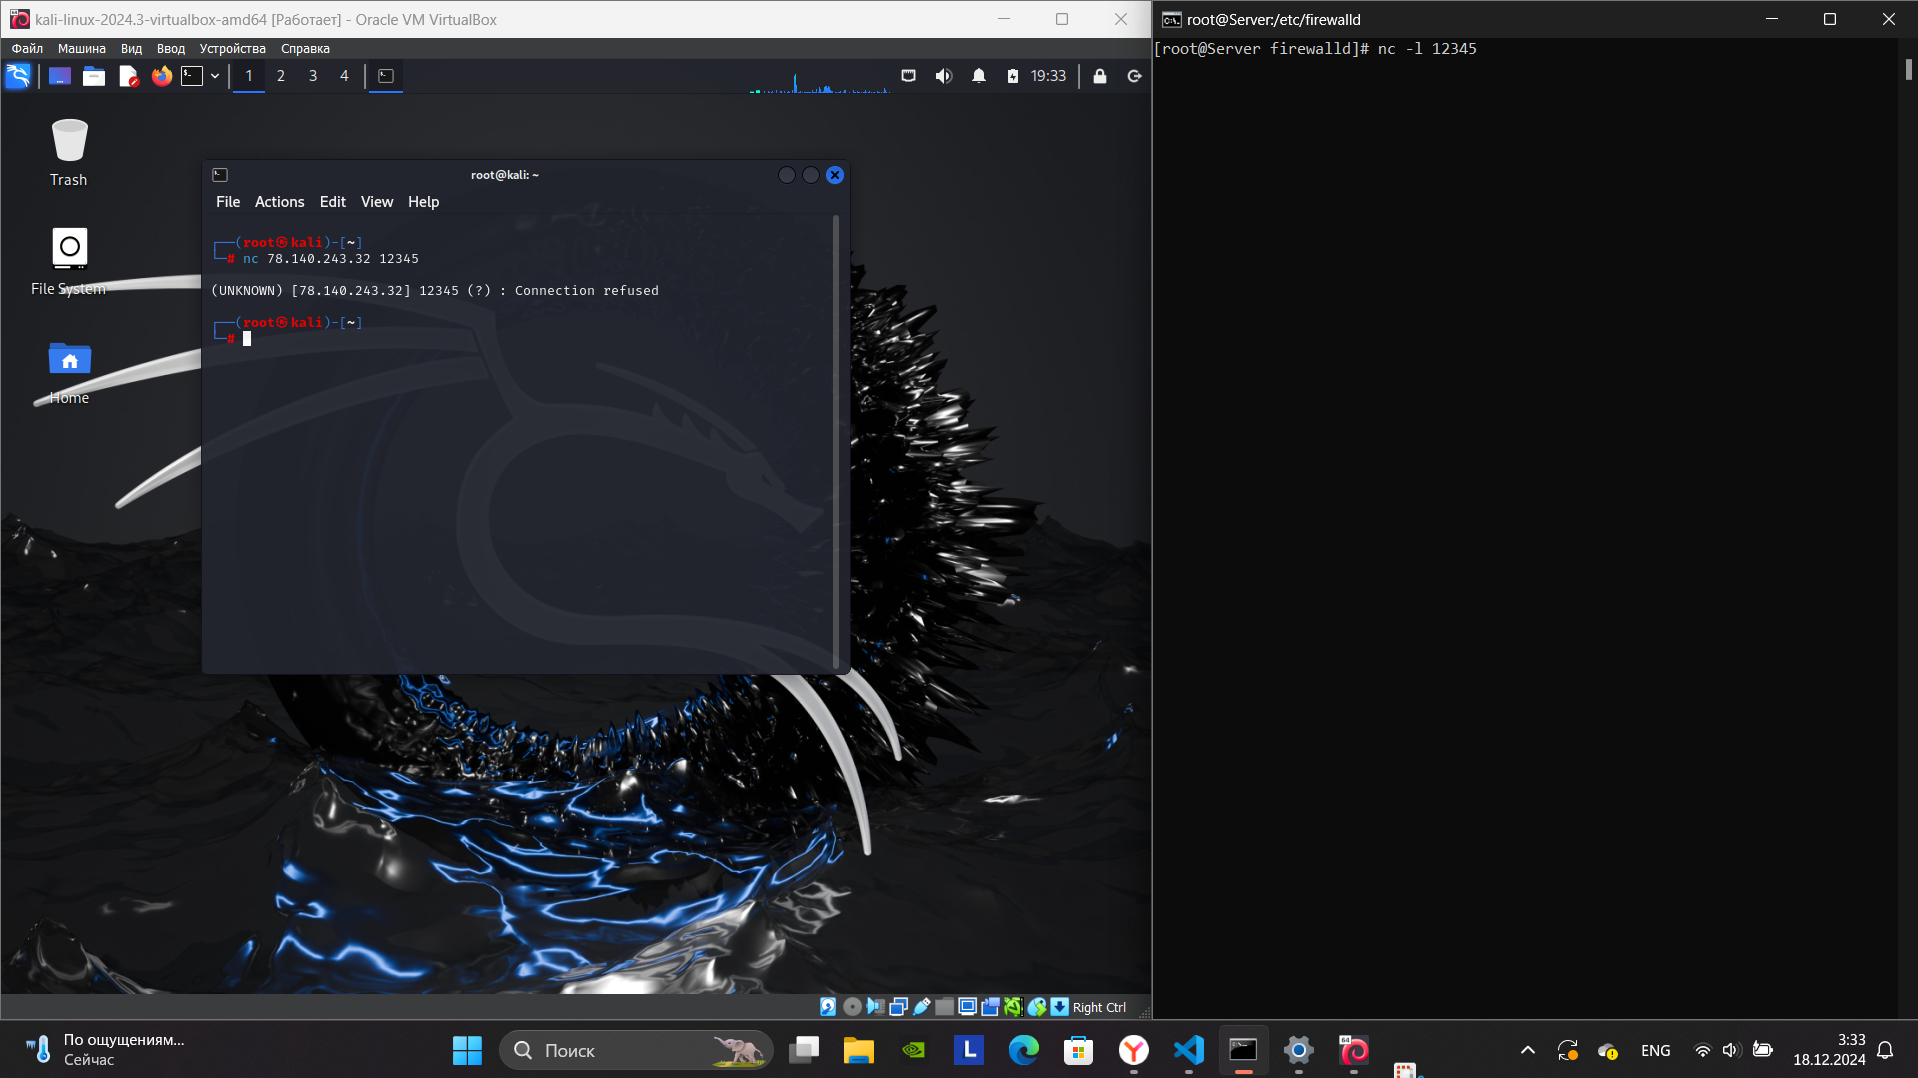 kali-linux-2024.3-virtualbox-amd64 [Работает] - Oracle VM VirtualBox
Файл Машина Вид Ввод Устройства Справка
1 2 3 4 19:33
Trash
File System
Home
root@kali: ~
File Actions Edit View Help
┌──(root㉿kali)-[~]
└─# nc 78.140.243.32 12345
(UNKNOWN) [78.140.243.32] 12345 (?) : Connection refused
┌──(root㉿kali)-[~]
└─#
Right Ctrl
root@Server:/etc/firewalld
[root@Server firewalld]# nc -l 12345
По ощущениям...
Сейчас
Поиск
L
64
ENG
3:33
18.12.2024